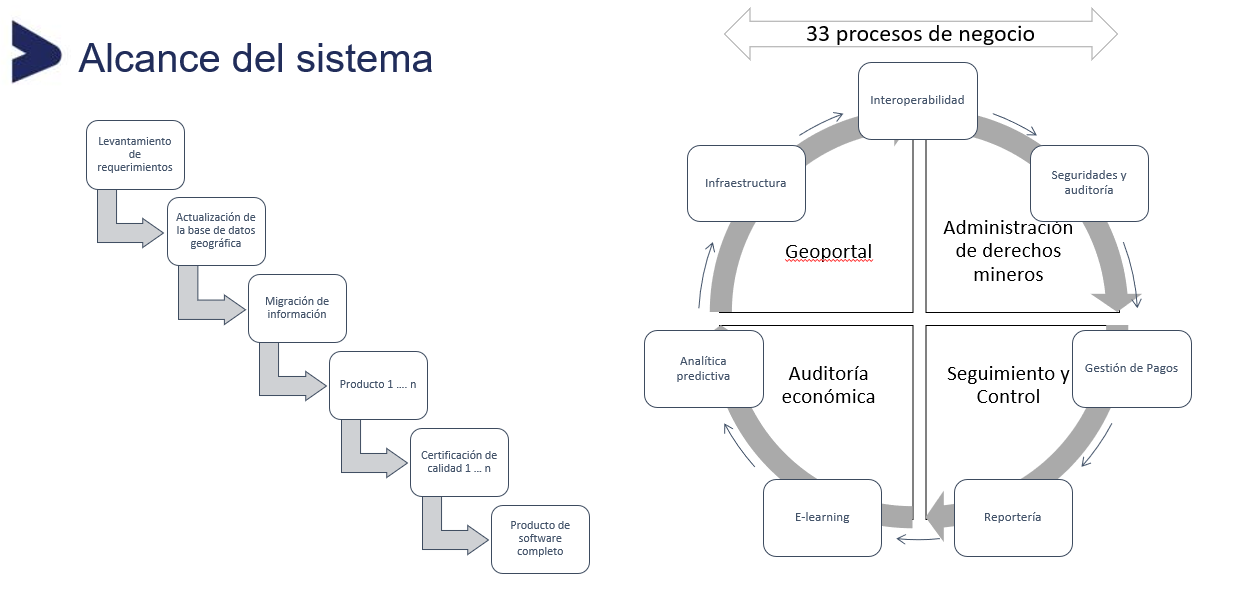 Alcance del sistema
Levantamiento
de
requerimientos
Actualización de
la base de datos
geográfica
Migración de
información
Producto 1 .... n
Certificación de
calidad 1 ... n
Producto de
software
completo
33 procesos de negocio
Interoperabilidad
Infraestructura
Seguridades y
auditoría
Geoportal
Administración
de derechos
mineros
Analítica
predictiva
Auditoría
económica
Seguimiento y
Control
Gestión de Pagos
E-learning
Reportería